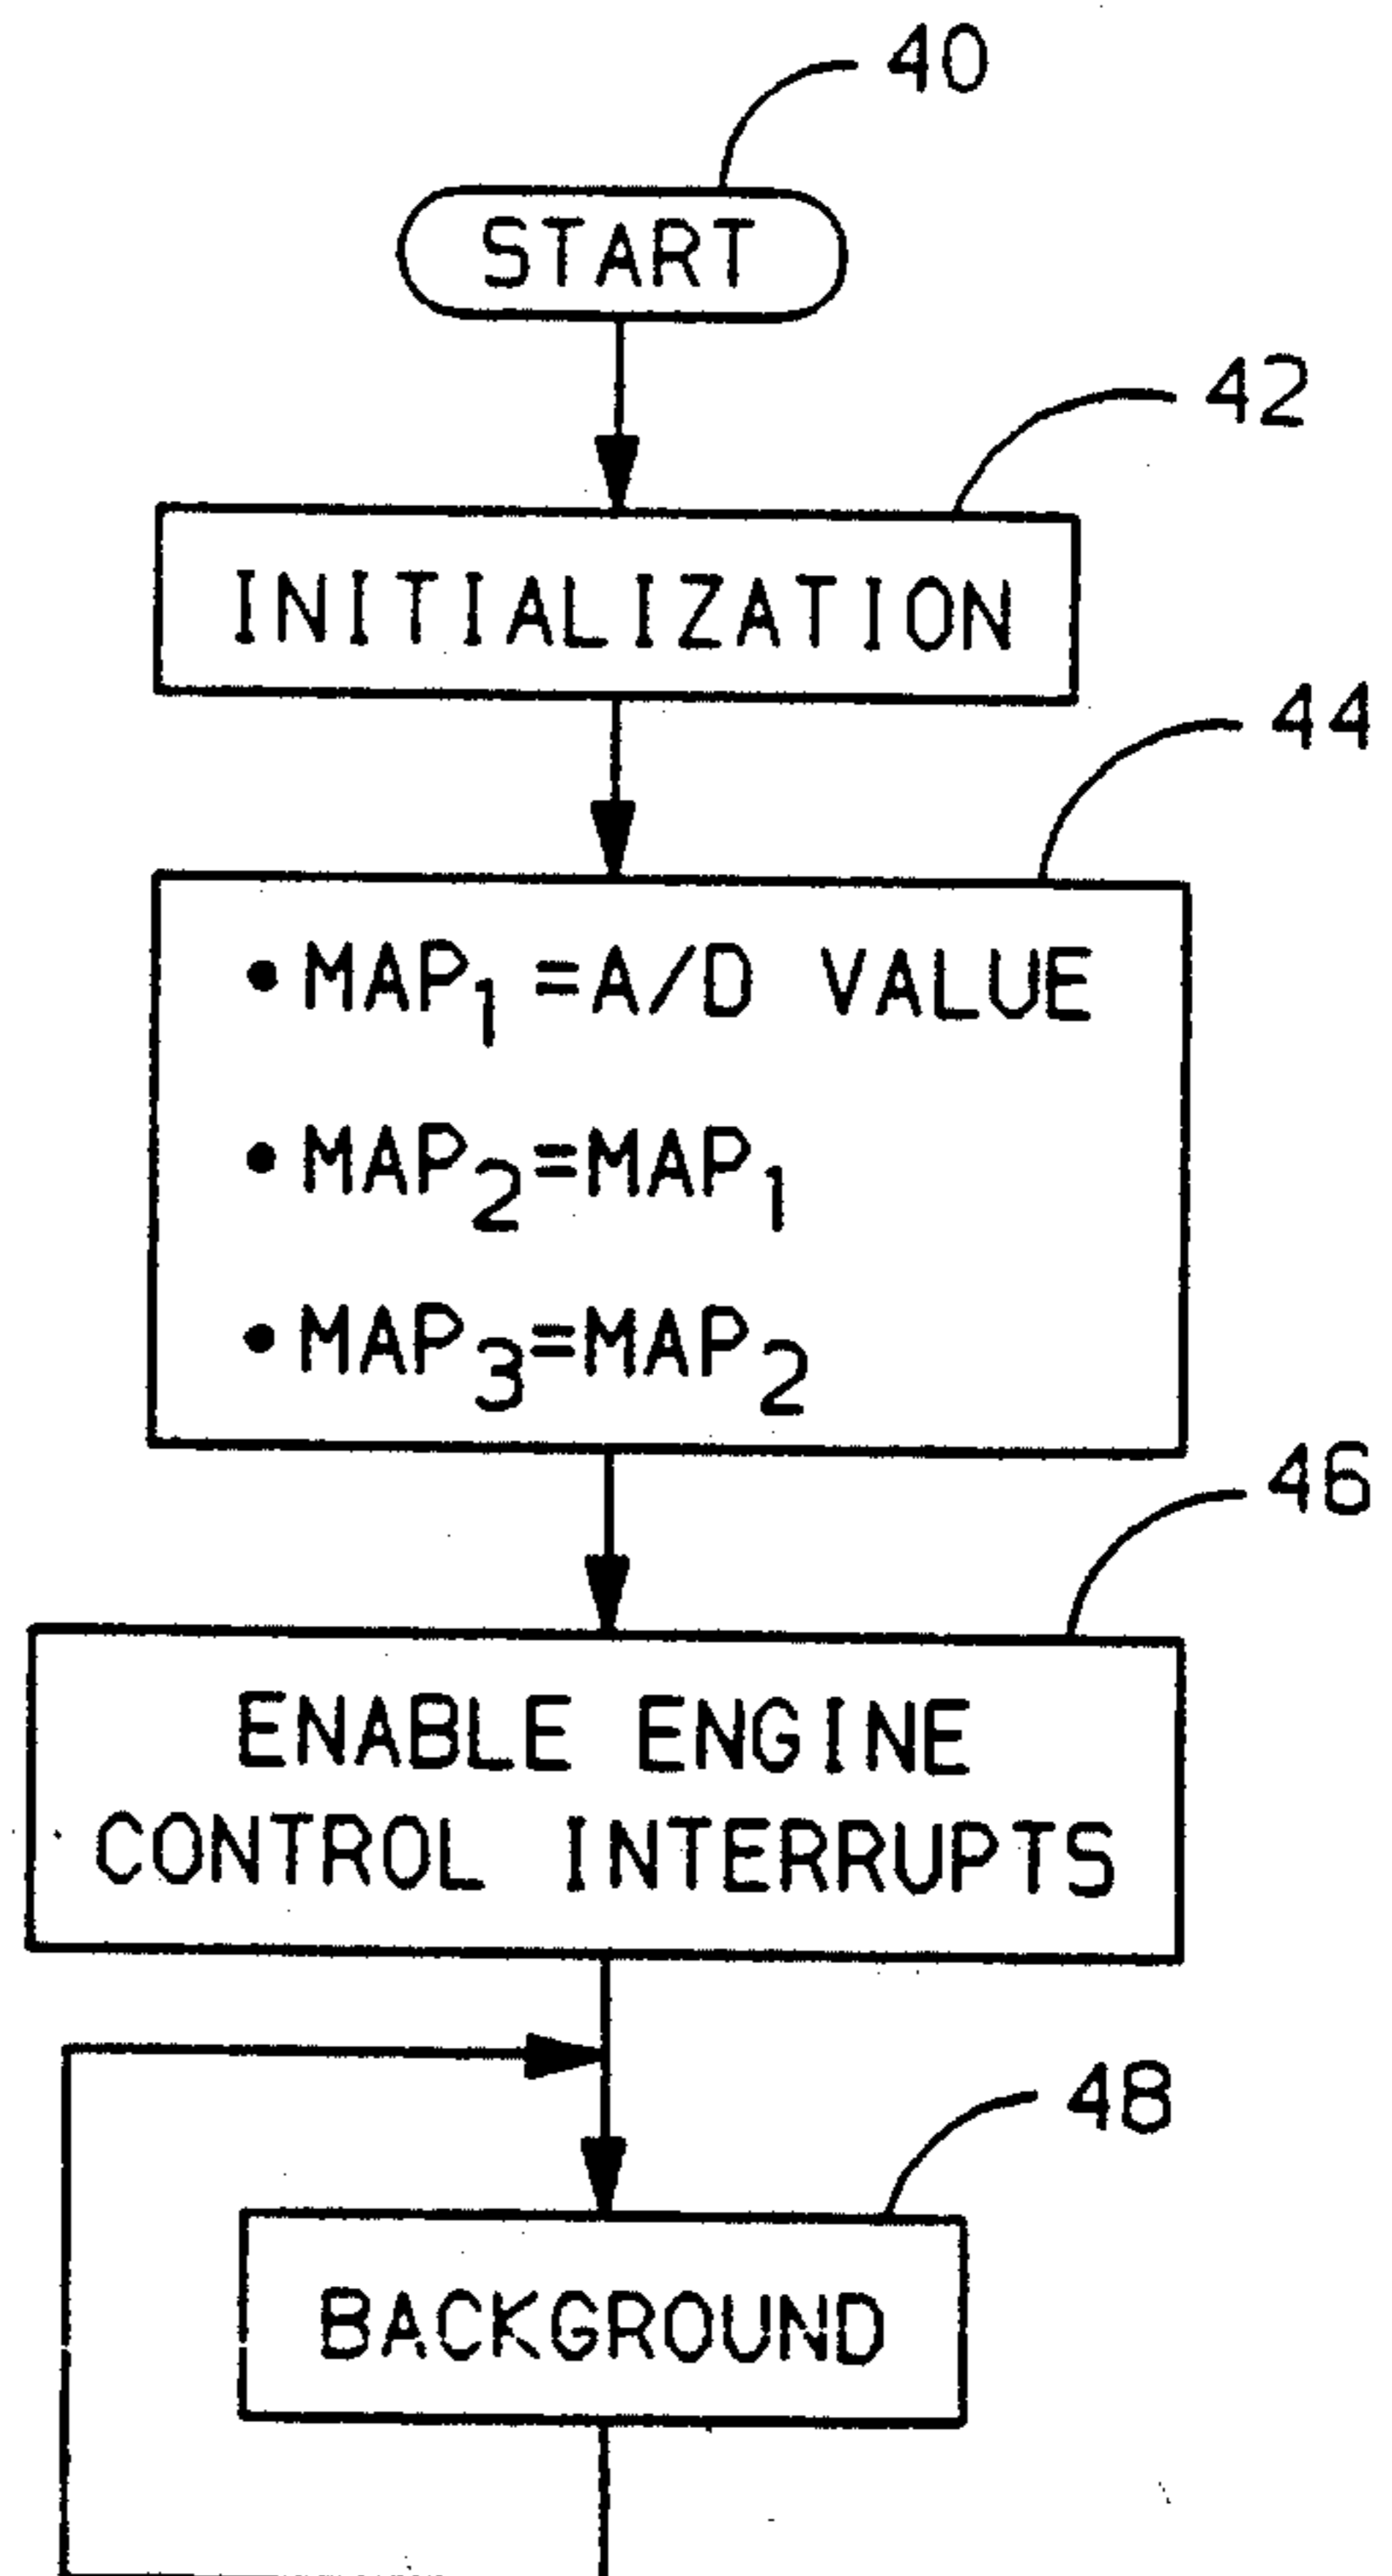 40
START
42
INITIALIZATION
44
• MAP₁ =A/D VALUE
• MAP₂=MAP₁
• MAP₃=MAP₂
46
ENABLE ENGINE
CONTROL INTERRUPTS
48
BACKGROUND